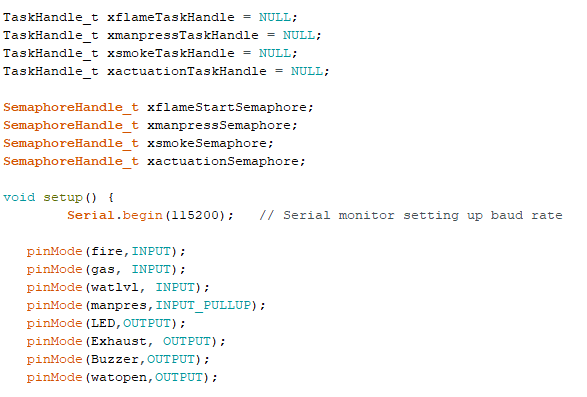 TaskHandle_t xflameTaskHandle = NULL;
TaskHandle_t xmanpressTaskHandle = NULL;
TaskHandle_t xsmokeTaskHandle = NULL;
TaskHandle_t xactuationTaskHandle = NULL;

SemaphoreHandle_t xflameStartSemaphore;
SemaphoreHandle_t xmanpressSemaphore;
SemaphoreHandle_t xsmokeSemaphore;
SemaphoreHandle_t xactuationSemaphore;

void setup() {
        Serial.begin(115200);   // Serial monitor setting up baud rate

   pinMode(fire,INPUT);
   pinMode(gas, INPUT);
   pinMode(watlvl, INPUT);
   pinMode(manpres,INPUT_PULLUP);
   pinMode(LED,OUTPUT);
   pinMode(Exhaust, OUTPUT);
   pinMode(Buzzer,OUTPUT);
   pinMode(watopen,OUTPUT);